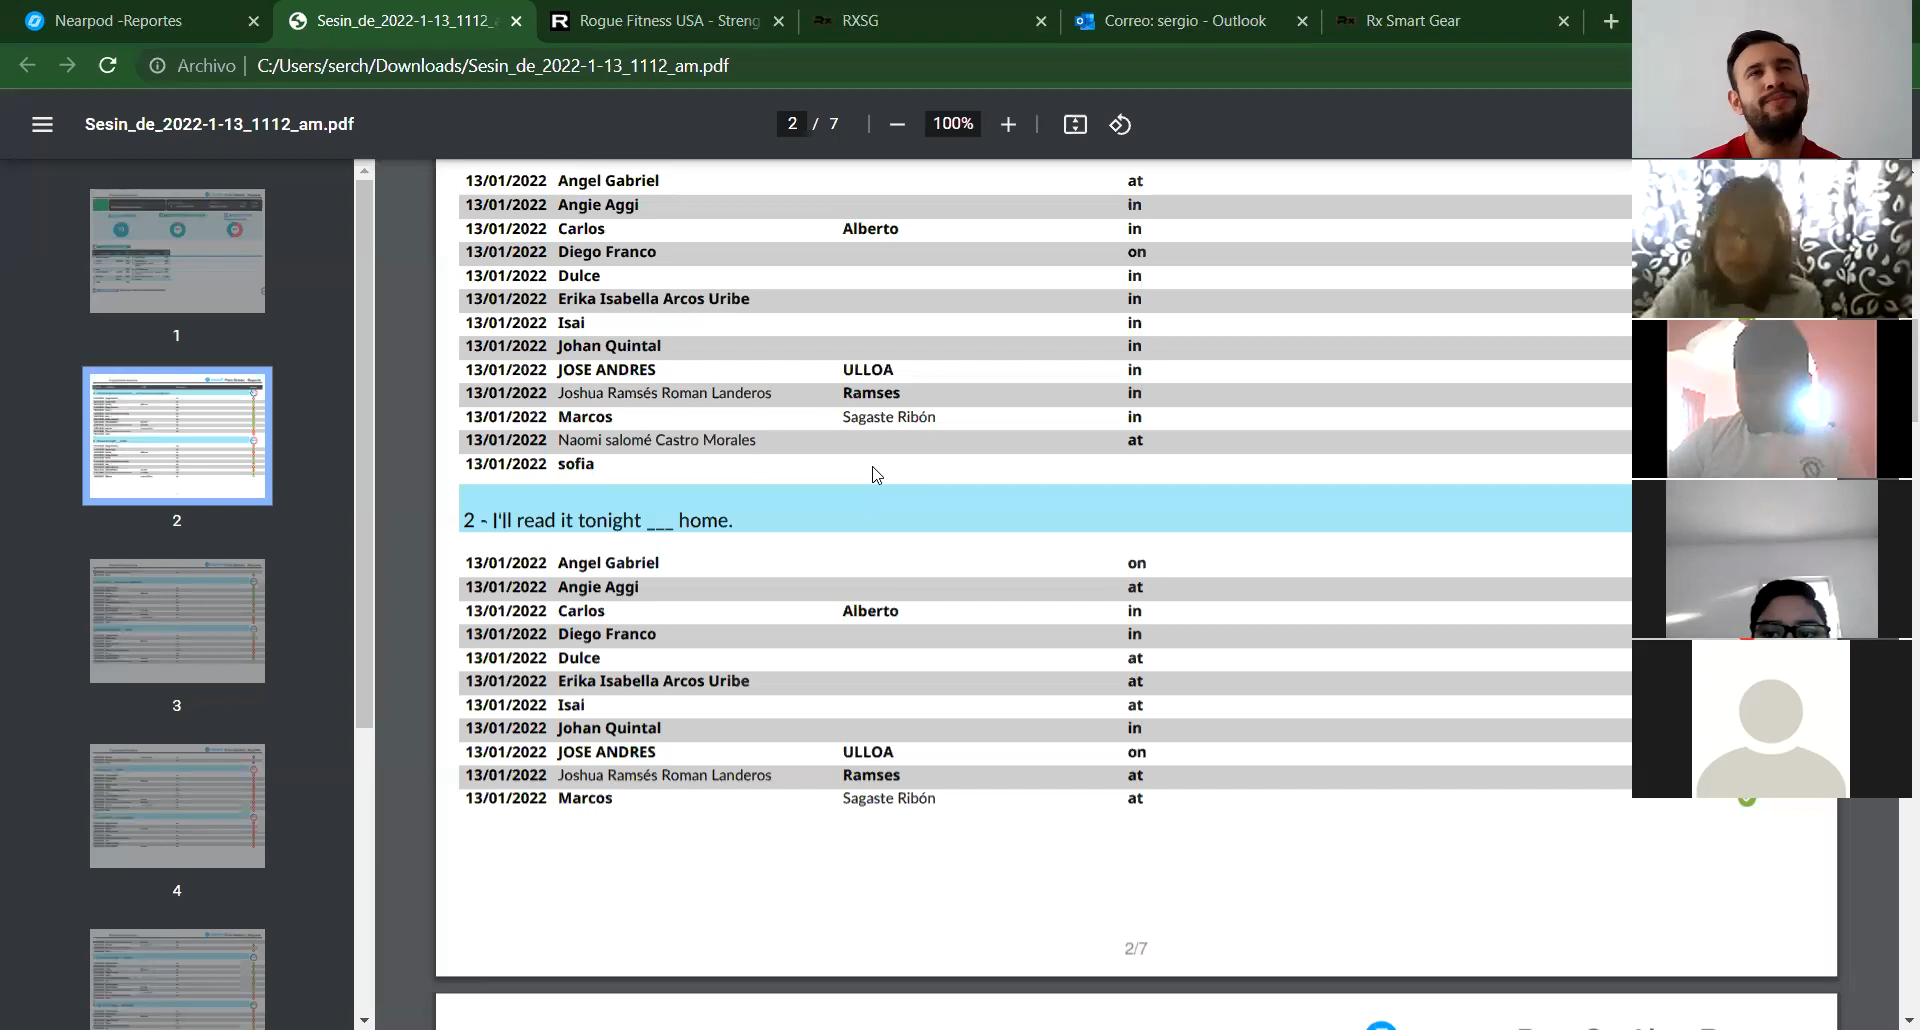 Nearpod -Reportes
Sesin_de_2022-1-13_1112_
Rogue Fitness USA - Streng
RXSG
Correo: sergio - Outlook
Rx Smart Gear
Archivo
C:/Users/serch/Downloads/Sesin_de_2022-1-13_1112_am.pdf
Sesin_de_2022-1-13_1112_am.pdf
2 / 7
100%
1
2
3
4
13/01/2022 Angel Gabriel at
13/01/2022 Angie Aggi in
13/01/2022 Carlos Alberto in
13/01/2022 Diego Franco on
13/01/2022 Dulce in
13/01/2022 Erika Isabella Arcos Uribe in
13/01/2022 Isai in
13/01/2022 Johan Quintal in
13/01/2022 JOSE ANDRES ULLOA in
13/01/2022 Joshua Ramsés Roman Landeros Ramses in
13/01/2022 Marcos Sagaste Ribón in
13/01/2022 Naomi salomé Castro Morales at
13/01/2022 sofia
2 - I'll read it tonight ___ home.
13/01/2022 Angel Gabriel on
13/01/2022 Angie Aggi at
13/01/2022 Carlos Alberto in
13/01/2022 Diego Franco in
13/01/2022 Dulce at
13/01/2022 Erika Isabella Arcos Uribe at
13/01/2022 Isai at
13/01/2022 Johan Quintal in
13/01/2022 JOSE ANDRES ULLOA on
13/01/2022 Joshua Ramsés Roman Landeros Ramses at
13/01/2022 Marcos Sagaste Ribón at
2/7